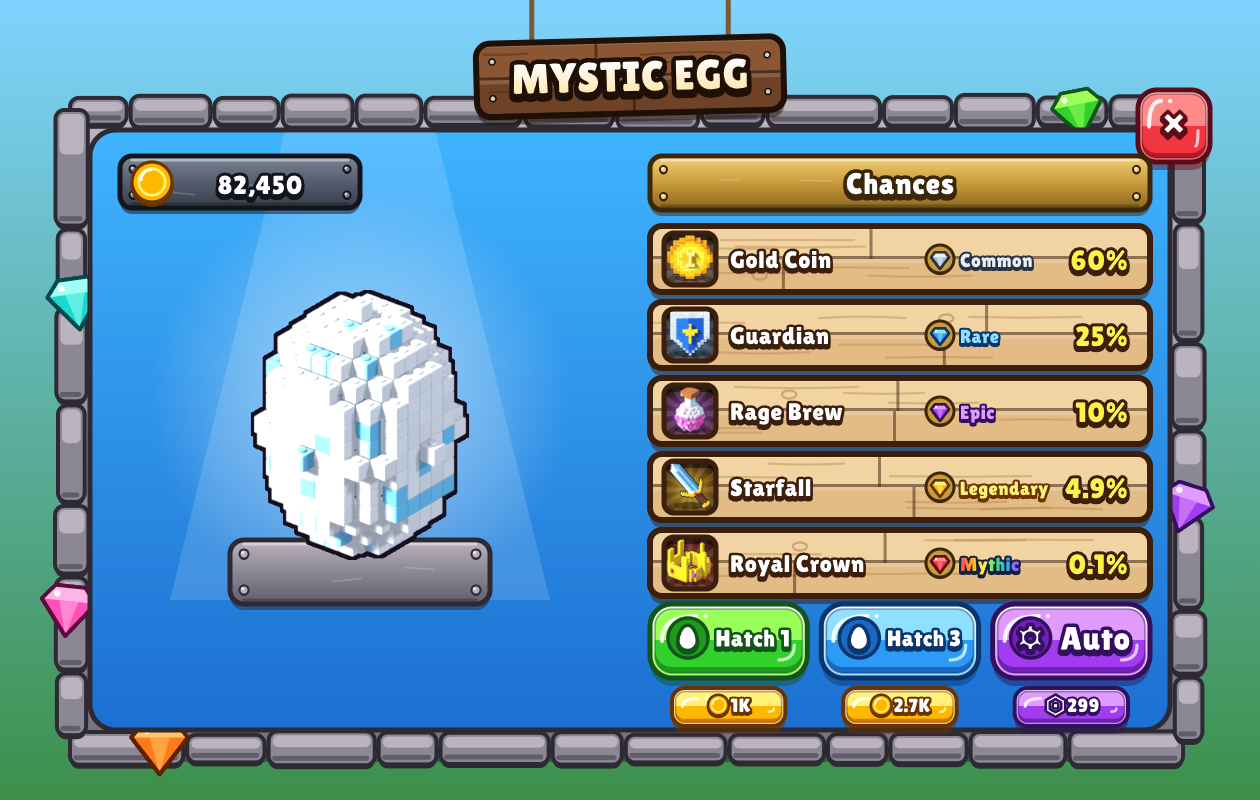 MYSTIC EGG
82,450
Chances
Gold Coin Common 60%
Guardian Rare 25%
Rage Brew Epic 10%
Starfall Legendary 4.9%
Royal Crown Mythic 0.1%
Hatch 1 Hatch 3 Auto
1K 2.7K 299